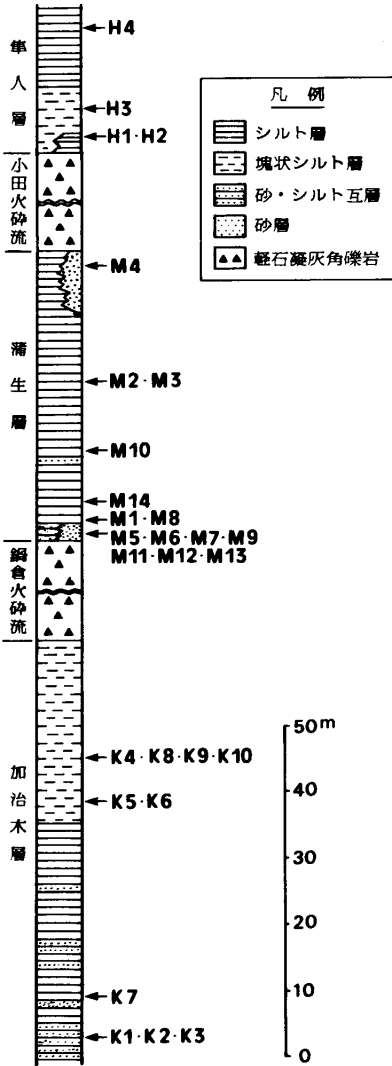 隼人層
小田火砕流
蒲生層
鍋倉火砕流
加治木層
H4
H3
H1·H2
M4
M2·M3
M10
M14
M1·M8
M5·M6·M7·M9
M11·M12·M13
K4·K8·K9·K10
K5·K6
K7
K1·K2·K3
凡 例
シルト層
塊状シルト層
砂・シルト互層
砂層
軽石凝灰角礫岩
50m
40
30
20
10
0